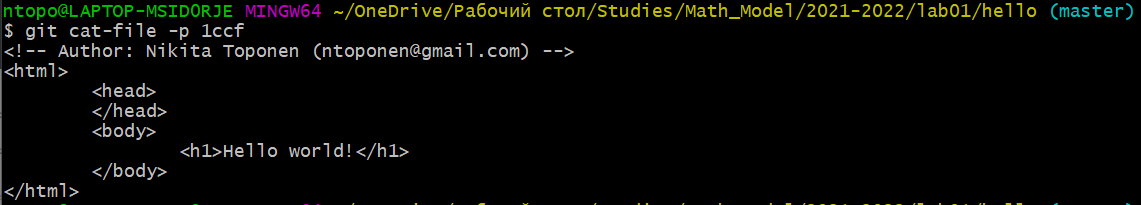 ntopo@LAPTOP-MSIDORJE MINGW64 ~/OneDrive/Рабочий стол/Studies/Math_Model/2021-2022/lab01/hello (master)
$ git cat-file -p 1ccf
<!-- Author: Nikita Toponen (ntoponen@gmail.com) -->
<html>
        <head>
        </head>
        <body>
                <h1>Hello world!</h1>
        </body>
</html>